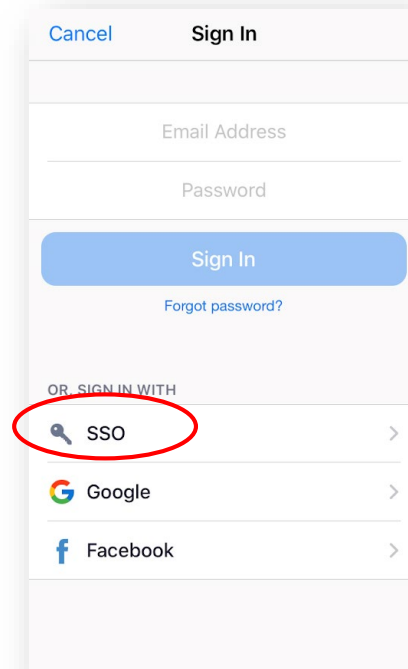 Cancel Sign In
Email Address
Password
Sign In
Forgot password?
OR, SIGN IN WITH
SSO
Google
Facebook